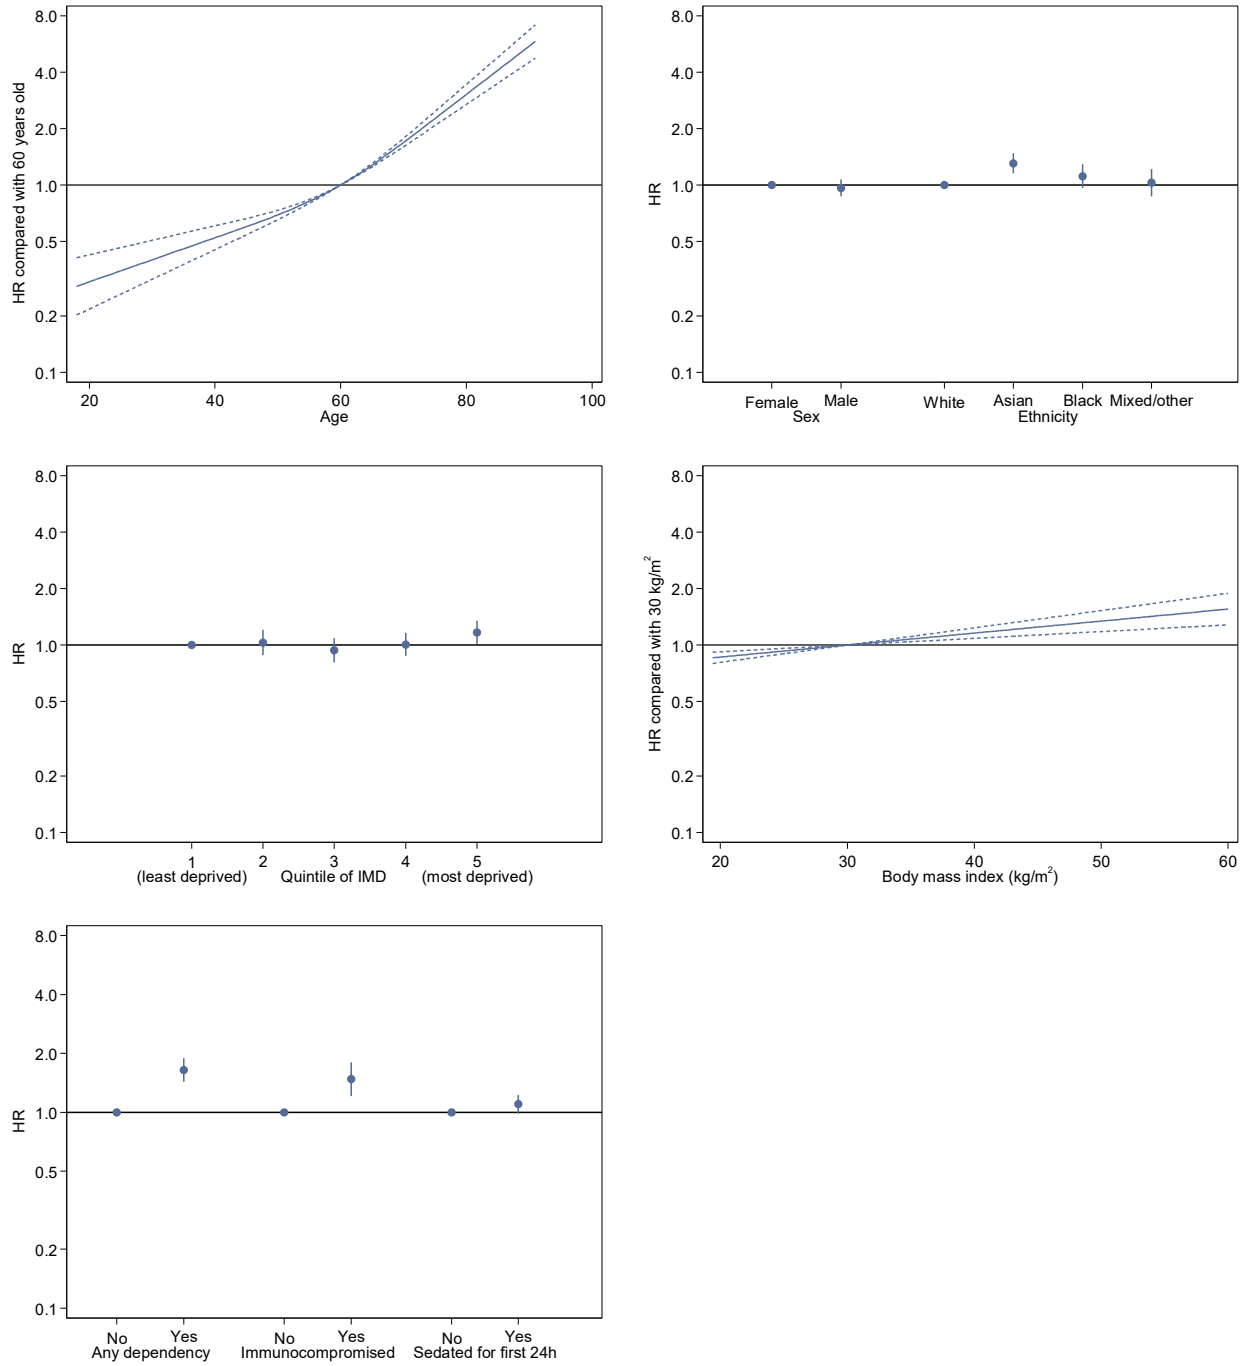 8.0
4.0
2.0
1.0
0.5
0.2
0.1
HR compared with 60 years old
20 40 60 80 100
Age
8.0
4.0
2.0
1.0
0.5
0.2
0.1
HR
Female Male White Asian Black Mixed/other
Sex Ethnicity
8.0
4.0
2.0
1.0
0.5
0.2
0.1
HR
1 2 3 4 5
(least deprived) Quintile of IMD (most deprived)
8.0
4.0
2.0
1.0
0.5
0.2
0.1
HR compared with 30 kg/m²
20 30 40 50 60
Body mass index (kg/m²)
8.0
4.0
2.0
1.0
0.5
0.2
0.1
HR
No Yes No Yes No Yes
Any dependency Immunocompromised Sedated for first 24h